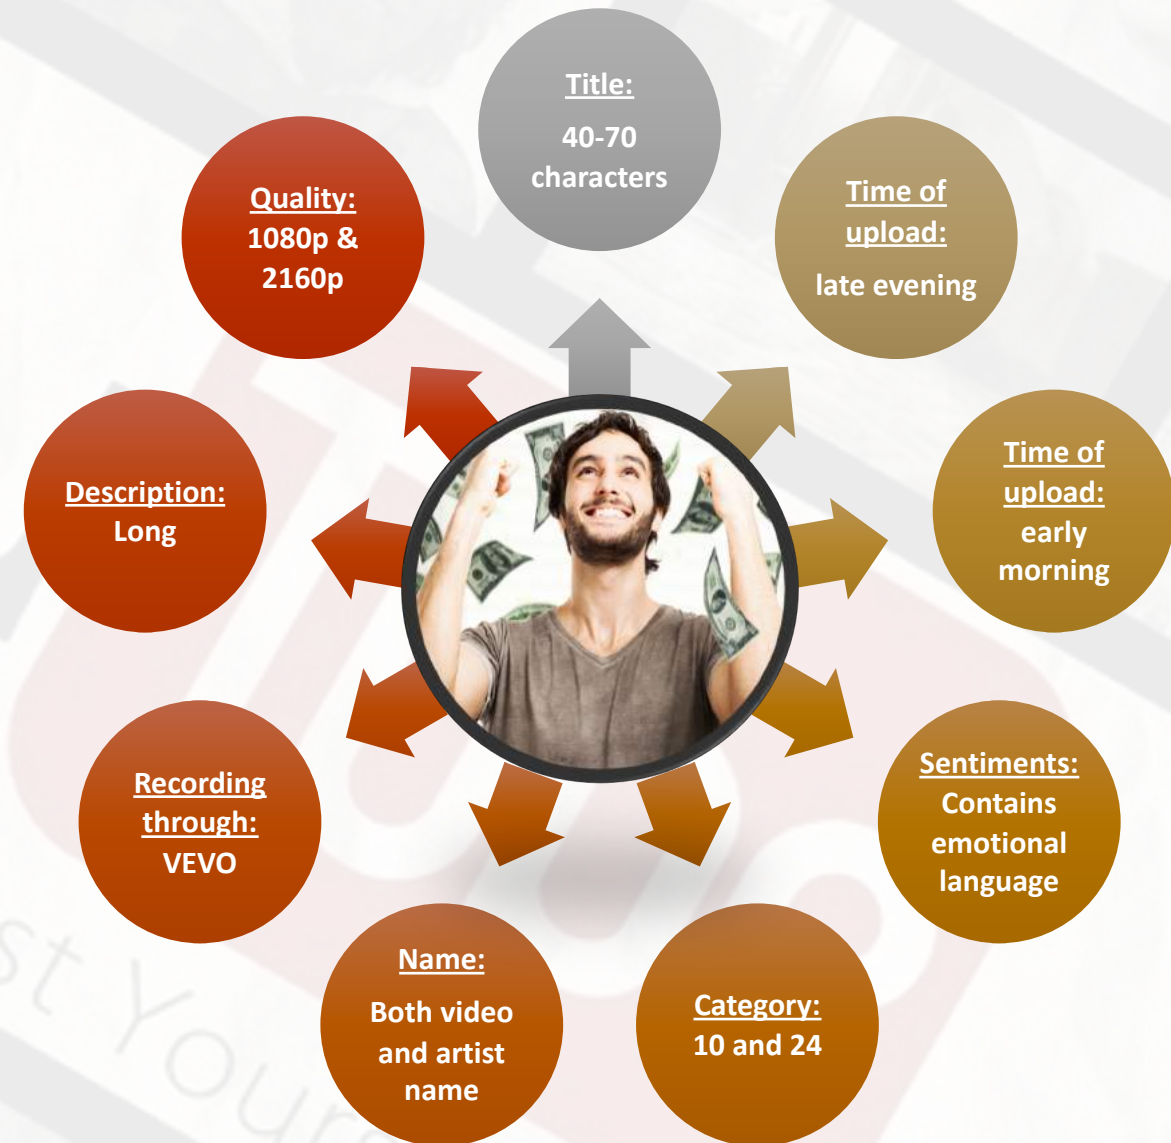 Title:
40-70
characters
Time of
upload:
late evening
Time of
upload:
early
morning
Sentiments:
Contains
emotional
language
Category:
10 and 24
Name:
Both video
and artist
name
Recording
through:
VEVO
Description:
Long
Quality:
1080p &
2160p